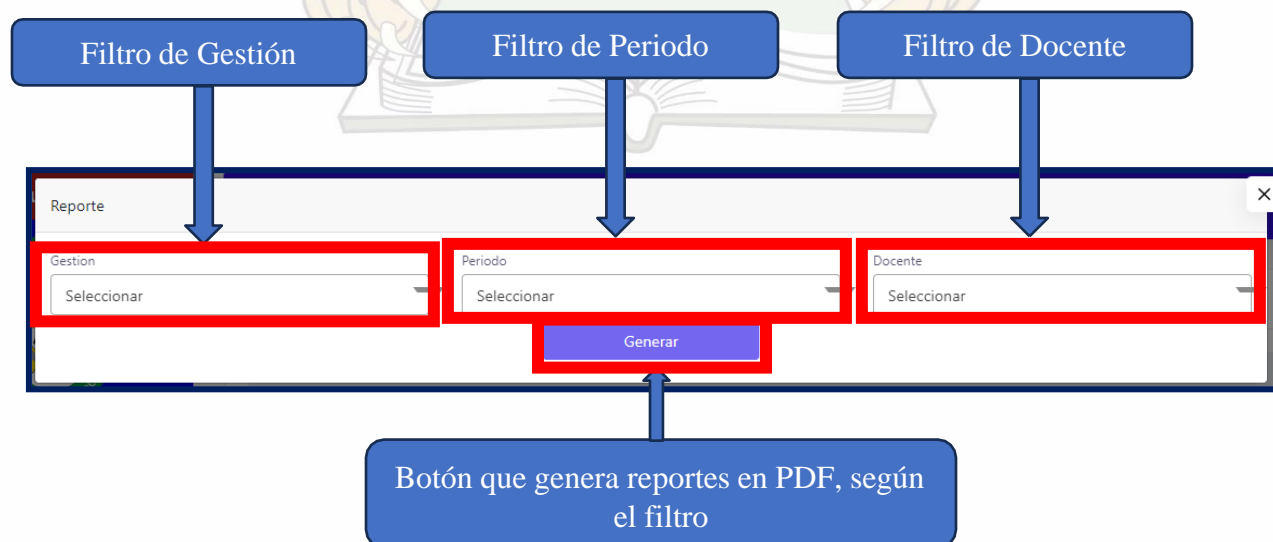 Filtro de Gestión
Filtro de Periodo
Filtro de Docente
Reporte
Gestion
Periodo
Docente
Seleccionar
Seleccionar
Seleccionar
Generar
Botón que genera reportes en PDF, según
el filtro